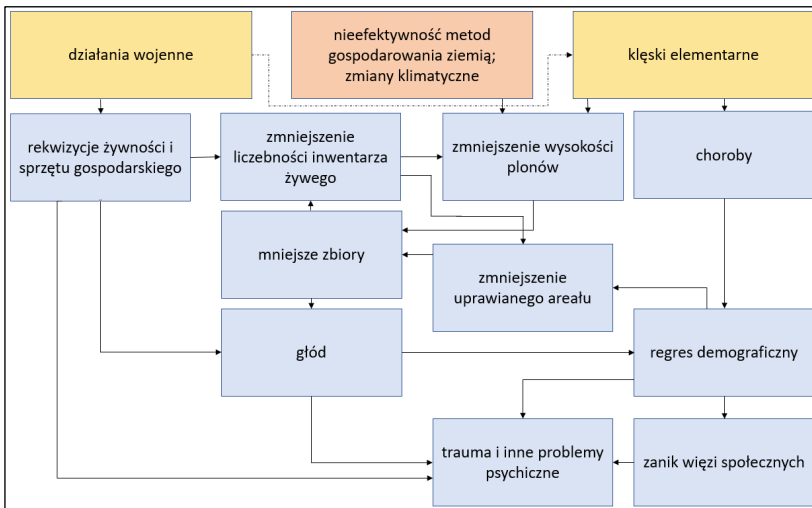 działania wojenne
nieefektywność metod
gospodarowania ziemią;
zmiany klimatyczne
klęski elementarne
rekwizycje żywności i
sprzętu gospodarskiego
zmniejszenie
liczebności inwentarza
żywego
zmniejszenie wysokości
plonów
choroby
mniejsze zbiory
zmniejszenie
uprawianego areału
głód
regres demograficzny
trauma i inne problemy
psychiczne
zanik więzi społecznych